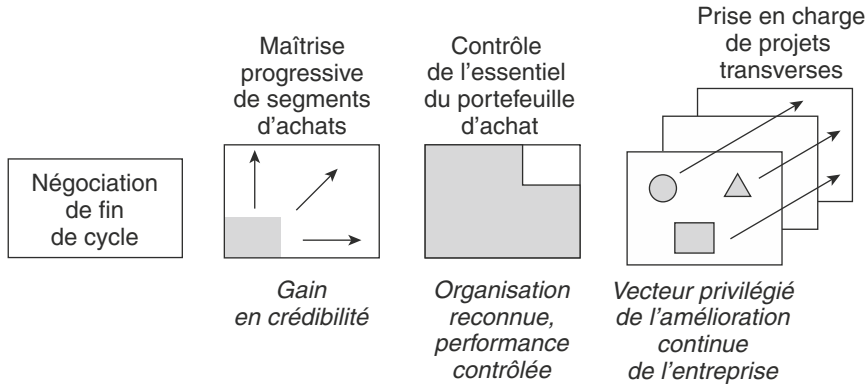 Négociation
de fin
de cycle
Maîtrise
progressive
de segments
d'achats
Gain
en crédibilité
Contrôle
de l'essentiel
du portefeuille
d'achat
Organisation
reconnue,
performance
contrôlée
Prise en charge
de projets
transverses
Vecteur privilégié
de l'amélioration
continue
de l'entreprise